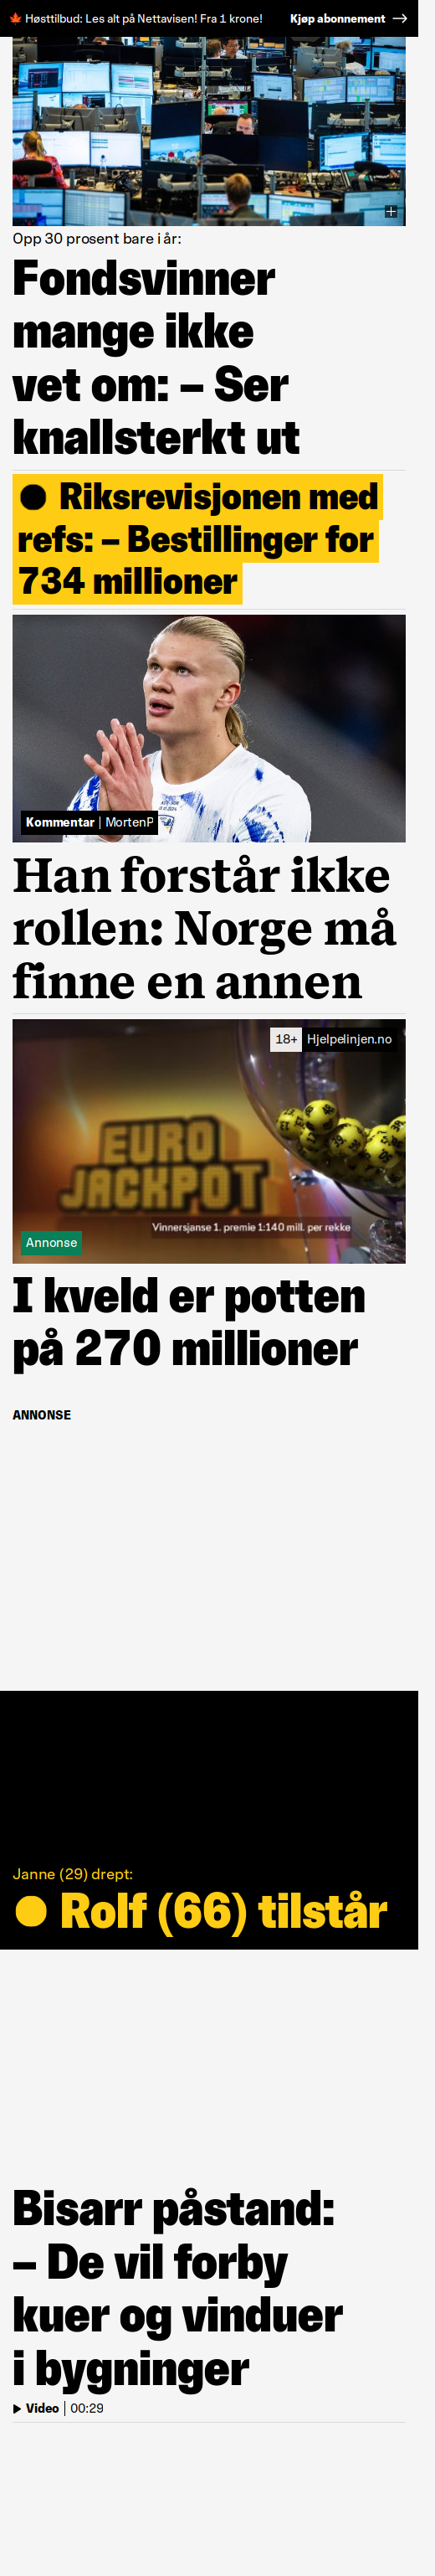 🍁 Høsttilbud: Les alt på Nettavisen! Fra 1 krone! Kjøp abonnement →
Opp 30 prosent bare i år:
Fondsvinner
mange ikke
vet om: – Ser
knallsterkt ut
Riksrevisjonen med
refs: – Bestillinger for
734 millioner
Kommentar | MortenP
Han forstår ikke
rollen: Norge må
finne en annen
18+ Hjelpelinjen.no
EURO
JACKPOT
Vinnersjanse 1. premie 1:140 mill. per rekke
Annonse
I kveld er potten
på 270 millioner
ANNONSE
Janne (29) drept:
Rolf (66) tilstår
Bisarr påstand:
– De vil forby
kuer og vinduer
i bygninger
Video | 00:29